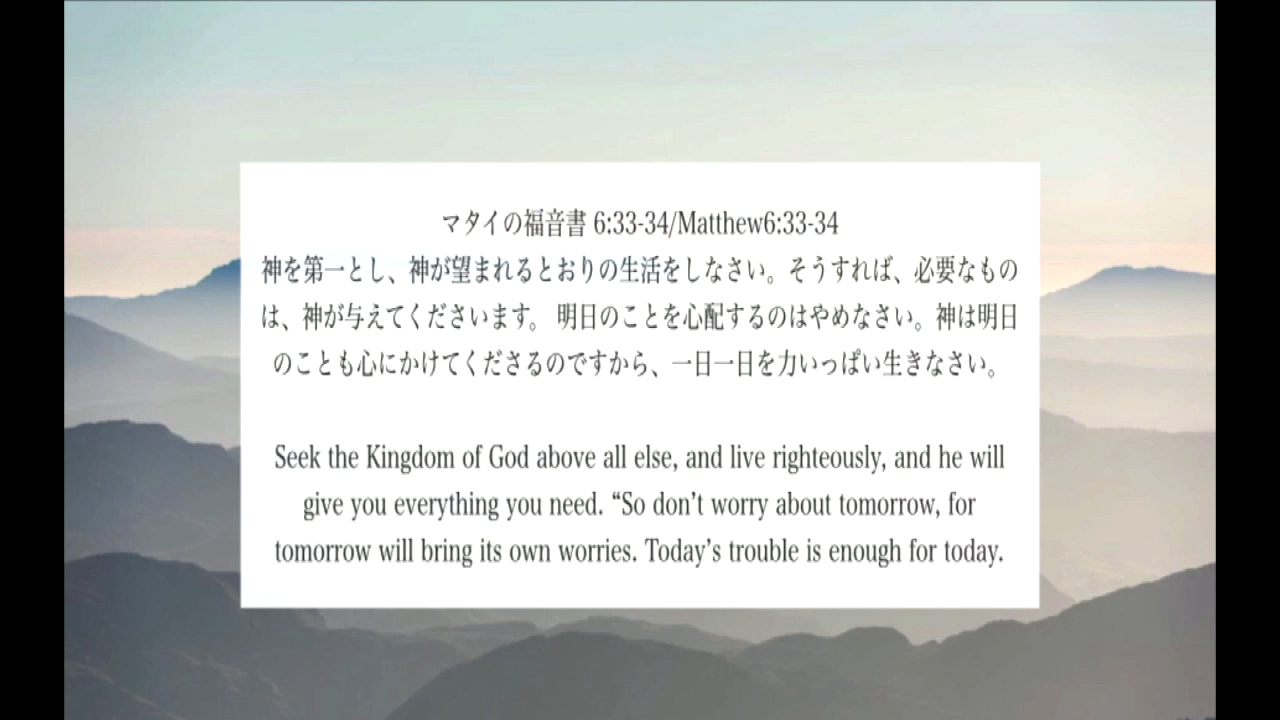 マタイの福音書 6:33-34/Matthew6:33-34
神を第一とし、神が望まれるとおりの生活をしなさい。そうすれば、必要なもの
は、神が与えてくださいます。 明日のことを心配するのはやめなさい。神は明日
のことも心にかけてくださるのですから、一日一日を力いっぱい生きなさい。
Seek the Kingdom of God above all else, and live righteously, and he will
give you everything you need. “So don’t worry about tomorrow, for
tomorrow will bring its own worries. Today’s trouble is enough for today.